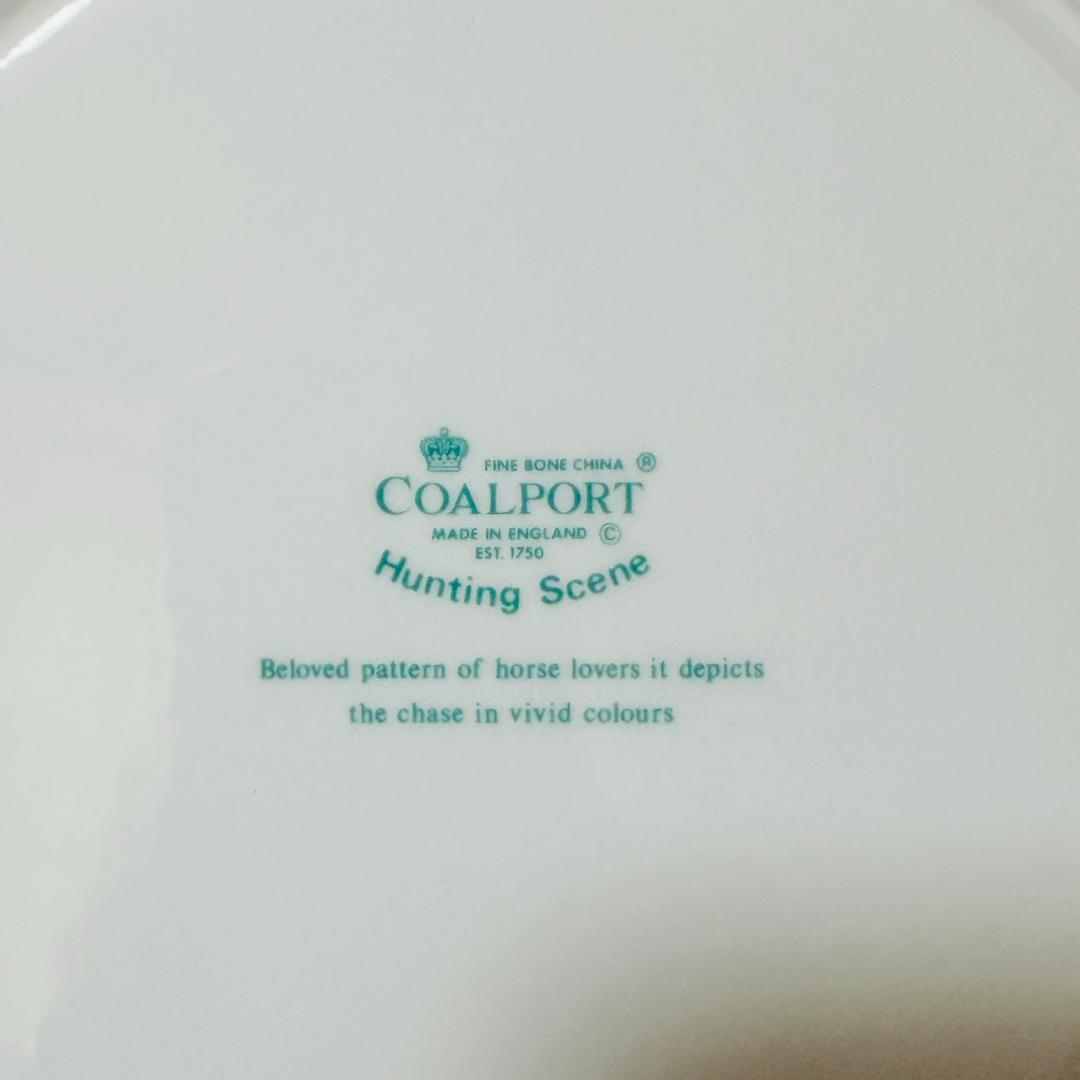 FINE BONE CHINA ®
COALPORT
MADE IN ENGLAND ©
EST. 1750
Hunting Scene
Beloved pattern of horse lovers it depicts
the chase in vivid colours